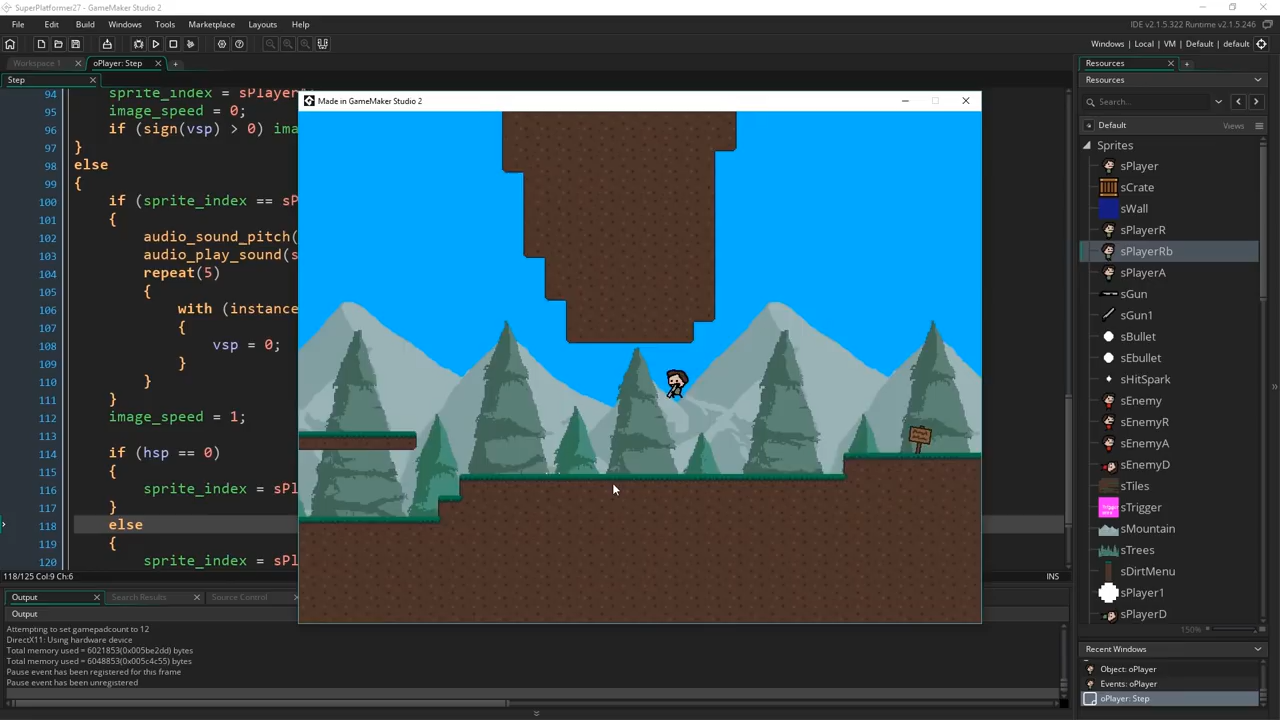 SuperPlatformer27 - GameMaker Studio 2
File Edit Build Windows Tools Marketplace Layouts Help
IDE v2.1.5.322 Runtime v2.1.5.246
Windows | Local | VM | Default | default
Workspace 1
oPlayer: Step
Resources
Step
Resources
94 sprite_index = sPlayerA
95 image_speed = 0;
96 if (sign(vsp) > 0) ima
97 }
98 else
99 {
100 if (sprite_index == sP
101 {
102 audio_sound_pitch(
103 audio_play_sound(s
104 repeat(5)
105 {
106 with (instance
107 {
108 vsp = 0;
109 }
110 }
111 }
112 image_speed = 1;
113
114 if (hsp == 0)
115 {
116 sprite_index = sPl
117 }
118 else
119 {
120 sprite_index = sPl
118/125 Col:9 Ch:6
INS
Made in GameMaker Studio 2
Search...
Default
Views
Sprites
sPlayer
sCrate
sWall
sPlayerR
sPlayerRb
sPlayerA
sGun
sGun1
sBullet
sEbullet
sHitSpark
sEnemy
sEnemyR
sEnemyA
sEnemyD
sTiles
sTrigger
sMountain
sTrees
sDirtMenu
sPlayer1
sPlayerD
150%
Output
Search Results
Source Control
Output
Attempting to set gamepadcount to 12
DirectX11: Using hardware device
Total memory used = 6021853(0x005be2dd) bytes
Total memory used = 6048853(0x005c4c55) bytes
Pause event has been registered for this frame
Pause event has been unregistered
Recent Windows
Object: oPlayer
Events: oPlayer
oPlayer: Step